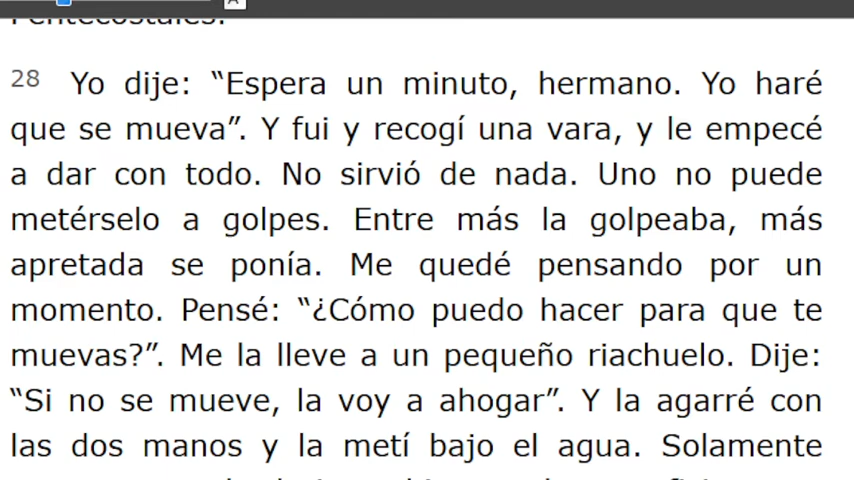 Pentecostales.
28 Yo dije: “Espera un minuto, hermano. Yo haré
que se mueva”. Y fui y recogí una vara, y le empecé
a dar con todo. No sirvió de nada. Uno no puede
metérselo a golpes. Entre más la golpeaba, más
apretada se ponía. Me quedé pensando por un
momento. Pensé: “¿Cómo puedo hacer para que te
muevas?”. Me la lleve a un pequeño riachuelo. Dije:
“Si no se mueve, la voy a ahogar”. Y la agarré con
las dos manos y la metí bajo el agua. Solamente